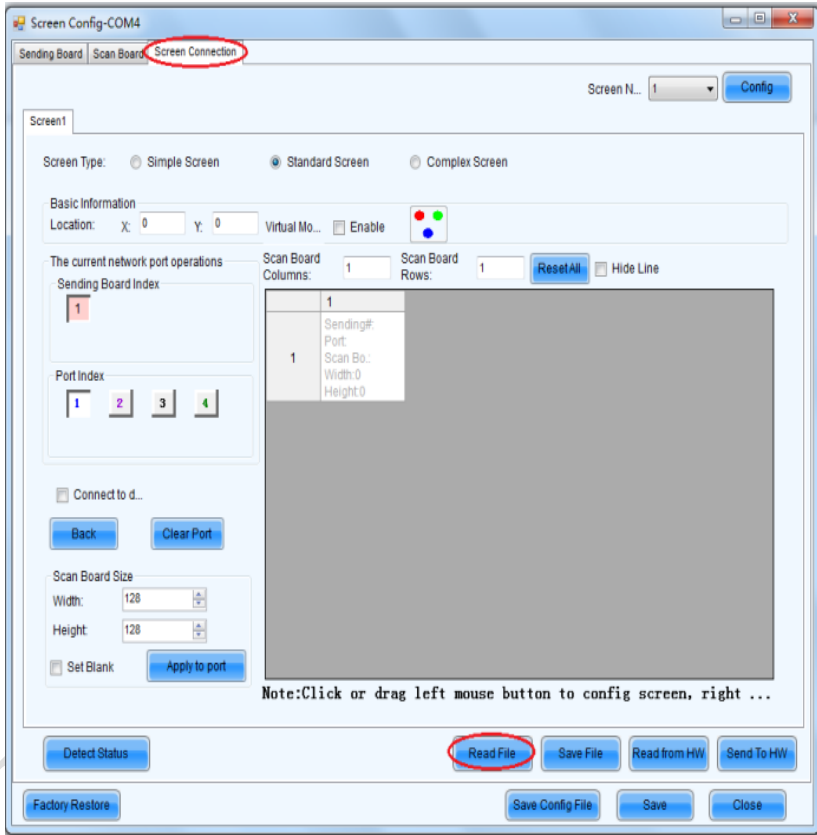 Screen Config-COM4
Sending Board Scan Board Screen Connection
Screen N... 1 Config
Screen1
Screen Type: Simple Screen Standard Screen Complex Screen
Basic Information
Location: X: 0 Y: 0 Virtual Mo... Enable
The current network port operations
Scan Board Columns: 1 Scan Board Rows: 1 Reset All Hide Line
Sending Board Index
1
1
Sending#:
Port:
1 Scan Bo.:
Width:0
Height:0
Port Index
1 2 3 4
Connect to d...
Back Clear Port
Scan Board Size
Width: 128
Height: 128
Set Blank Apply to port
Note:Click or drag left mouse button to config screen, right ...
Detect Status Read File Save File Read from HW Send To HW
Factory Restore Save Config File Save Close